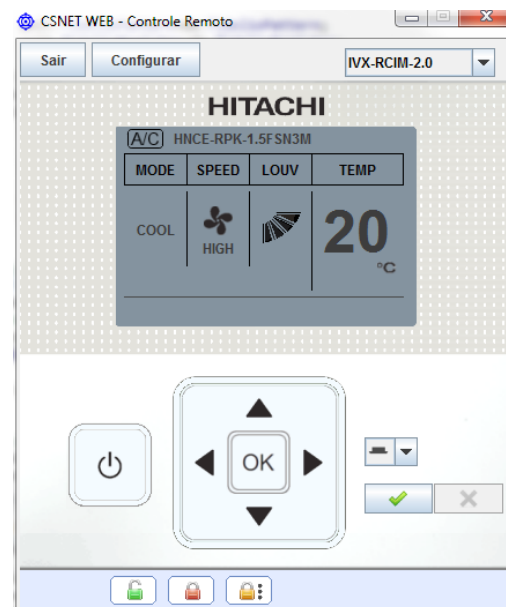 CSNET WEB - Controle Remoto
Sair Configurar IVX-RCIM-2.0
HITACHI
A/C HNCE-RPK-1.5FSN3M
MODE SPEED LOUV TEMP
COOL HIGH 20 °C
OK